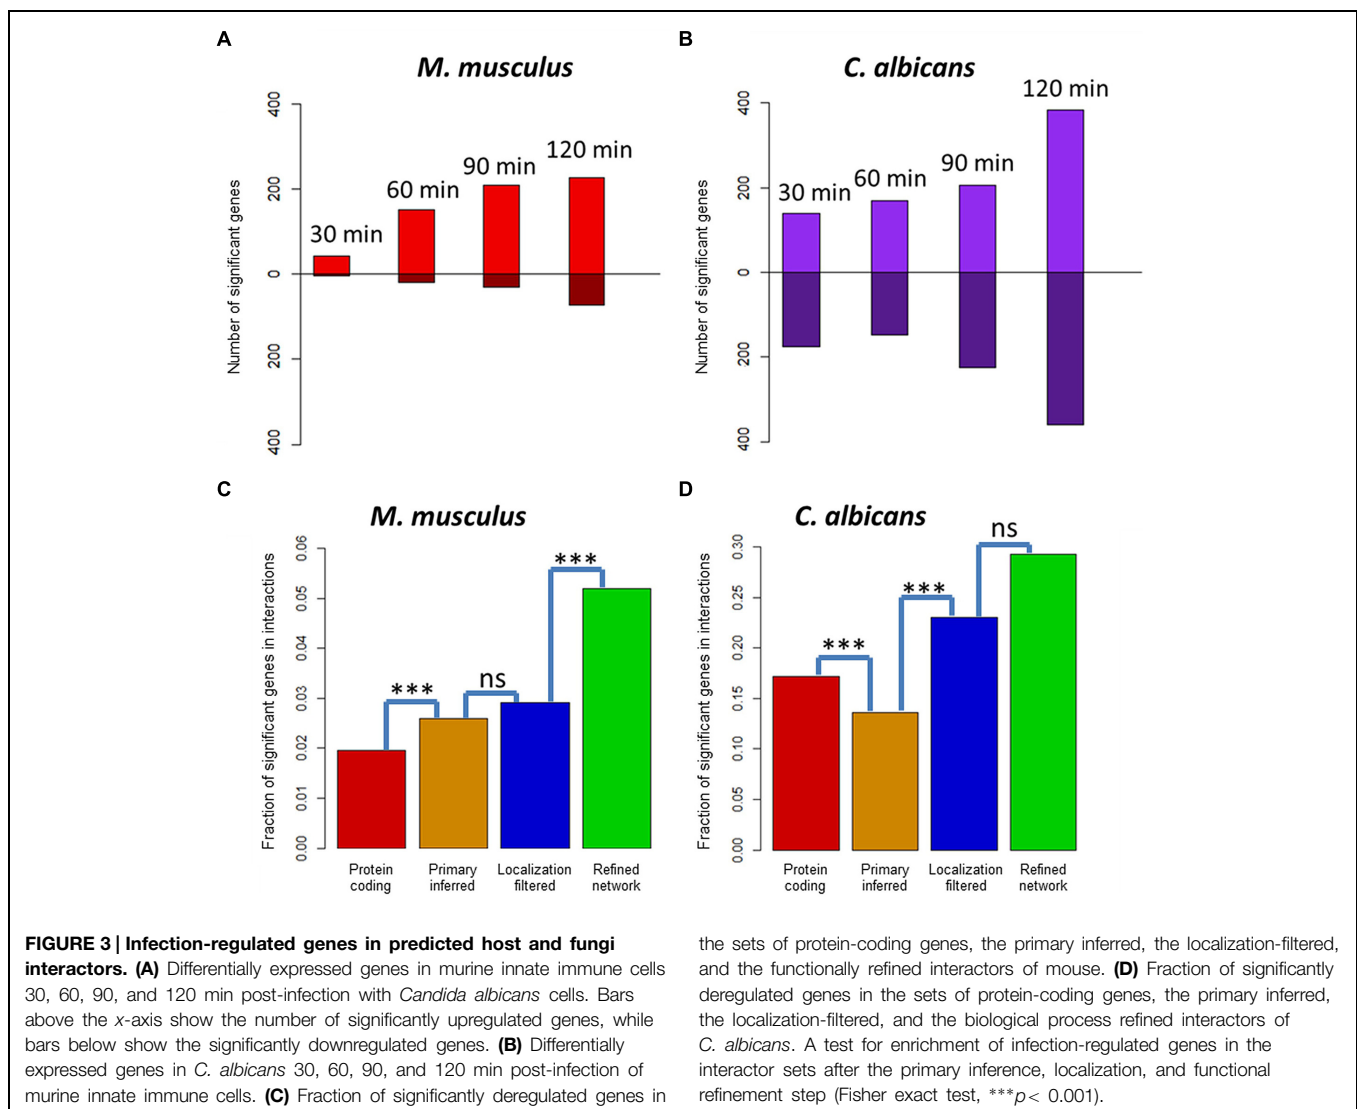 A
M. musculus
Number of significant genes
400
200
0
200
400
30 min
60 min
90 min
120 min
B
C. albicans
Number of significant genes
400
200
0
200
400
30 min
60 min
90 min
120 min
C
M. musculus
Fraction of significant genes in interactions
0.06
0.05
0.04
0.03
0.02
0.01
0.00
***
ns
***
Protein
coding
Primary
inferred
Localization
filtered
Refined
network
D
C. albicans
Fraction of significant genes in interactions
0.30
0.25
0.20
0.15
0.10
0.05
0.00
***
***
ns
Protein
coding
Primary
inferred
Localization
filtered
Refined
network
FIGURE 3 | Infection-regulated genes in predicted host and fungi
interactors. (A) Differentially expressed genes in murine innate immune cells
30, 60, 90, and 120 min post-infection with Candida albicans cells. Bars
above the x-axis show the number of significantly upregulated genes, while
bars below show the significantly downregulated genes. (B) Differentially
expressed genes in C. albicans 30, 60, 90, and 120 min post-infection of
murine innate immune cells. (C) Fraction of significantly deregulated genes in
the sets of protein-coding genes, the primary inferred, the localization-filtered,
and the functionally refined interactors of mouse. (D) Fraction of significantly
deregulated genes in the sets of protein-coding genes, the primary inferred,
the localization-filtered, and the biological process refined interactors of
C. albicans. A test for enrichment of infection-regulated genes in the
interactor sets after the primary inference, localization, and functional
refinement step (Fisher exact test, ***p< 0.001).